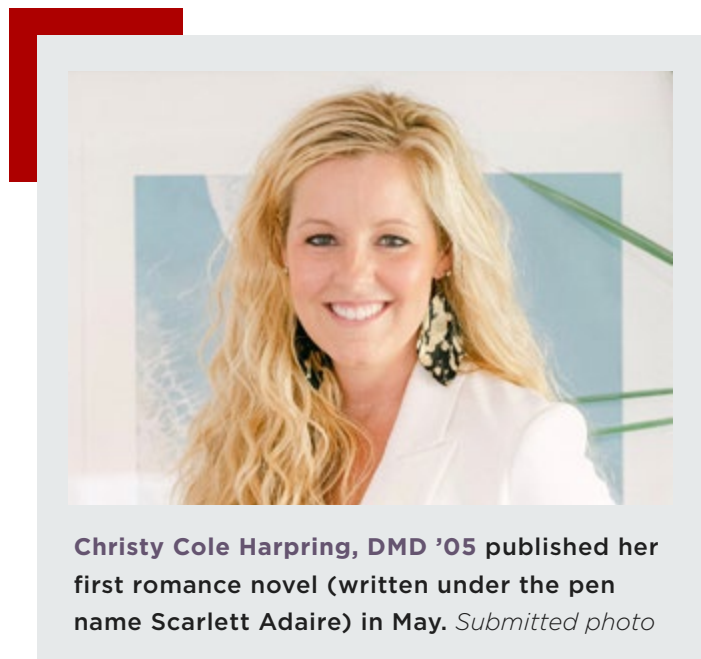 Christy Cole Harpring, DMD ’05 published her
first romance novel (written under the pen
name Scarlett Adaire) in May. Submitted photo